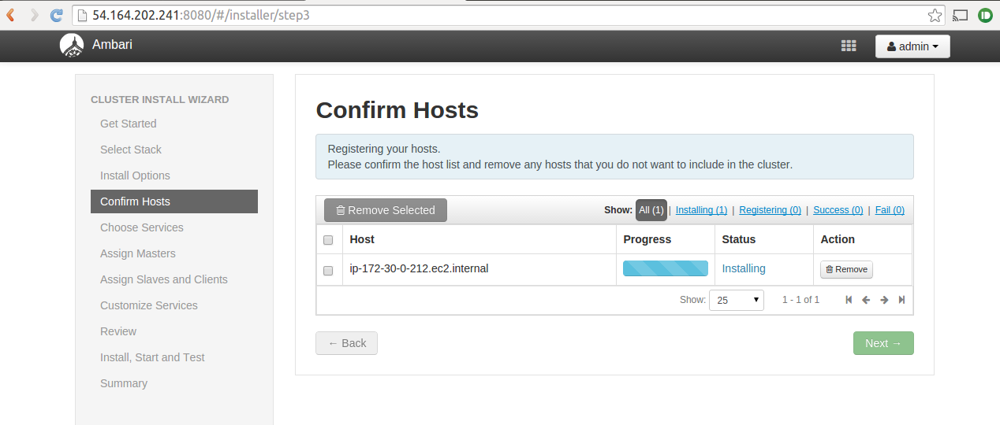 54.164.202.241:8080/#/installer/step3
Ambari
admin
CLUSTER INSTALL WIZARD
Get Started
Select Stack
Install Options
Confirm Hosts
Choose Services
Assign Masters
Assign Slaves and Clients
Customize Services
Review
Install, Start and Test
Summary
Confirm Hosts
Registering your hosts.
Please confirm the host list and remove any hosts that you do not want to include in the cluster.
Remove Selected Show: All (1) | Installing (1) | Registering (0) | Success (0) | Fail (0)
Host Progress Status Action
ip-172-30-0-212.ec2.internal Installing Remove
Show: 25 1 - 1 of 1
← Back Next →